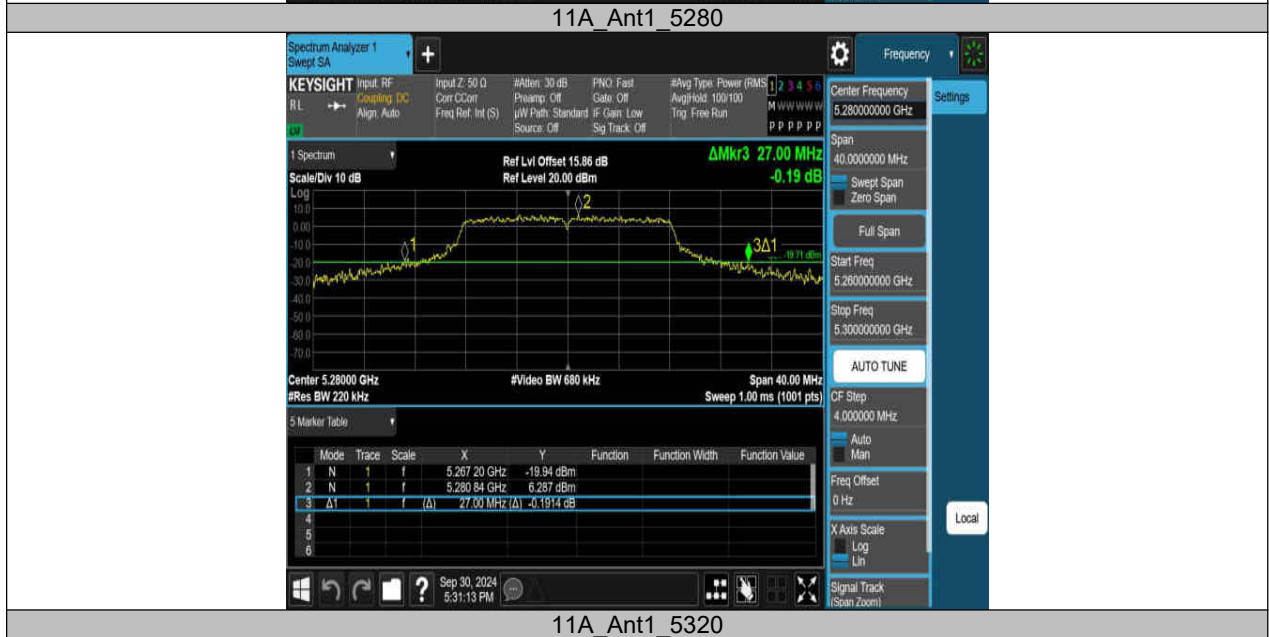 11A_Ant1_5280
Spectrum Analyzer 1
Swept SA
+
Frequency
KEYSIGHT
RL
LM
Input: RF
Coupling: DC
Align: Auto
Input Z: 50 Ω
Corr CCorr
Freq Ref: Int (S)
#Atten: 30 dB
Preamp: Off
µW Path: Standard
Source: Off
PNO: Fast
Gate: Off
IF Gain: Low
Sig Track: Off
#Avg Type: Power (RMS
Avg|Hold: 100/100
Trig: Free Run
1 2 3 4 5 6
M W W W W W
P P P P P P
Center Frequency
5.280000000 GHz
Settings
Span
40.0000000 MHz
Swept Span
Zero Span
Full Span
Start Freq
5.260000000 GHz
Stop Freq
5.300000000 GHz
AUTO TUNE
CF Step
4.000000 MHz
Auto
Man
Freq Offset
0 Hz
X Axis Scale
Log
Lin
Signal Track
(Span Zoom)
Local
1 Spectrum
Scale/Div 10 dB
Ref Lvl Offset 15.86 dB
Ref Level 20.00 dBm
ΔMkr3 27.00 MHz
-0.19 dB
Log
10.0
0.00
-10.0
-20.0
-30.0
-40.0
-50.0
-60.0
-70.0
1
2
3Δ1
-19.71 dBm
Center 5.28000 GHz
#Video BW 680 kHz
Span 40.00 MHz
#Res BW 220 kHz
Sweep 1.00 ms (1001 pts)
5 Marker Table
Mode Trace Scale X Y Function Function Width Function Value
1 N 1 f 5.267 20 GHz -19.94 dBm
2 N 1 f 5.280 84 GHz 6.287 dBm
3 Δ1 1 f (Δ) 27.00 MHz (Δ) -0.1914 dB
4
5
6
?
Sep 30, 2024
5:31:13 PM
11A_Ant1_5320